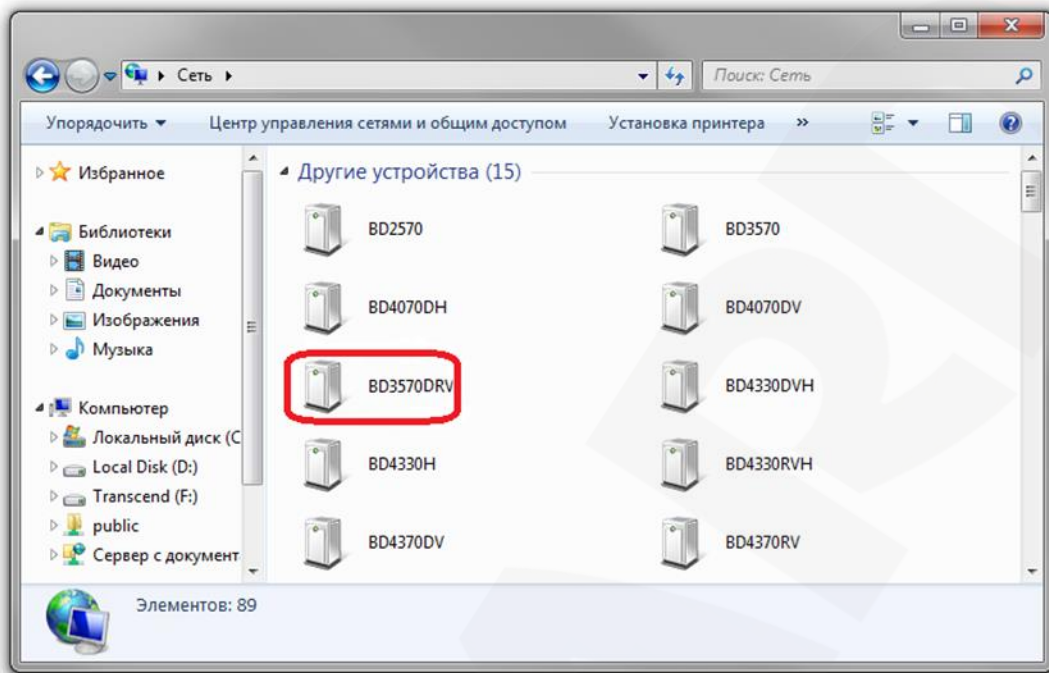 Сеть
Поиск: Сеть
Упорядочить
Центр управления сетями и общим доступом
Установка принтера
»
Избранное
Библиотеки
Видео
Документы
Изображения
Музыка
Компьютер
Локальный диск (C
Local Disk (D:)
Transcend (F:)
public
Сервер с документ
Другие устройства (15)
BD2570
BD3570
BD4070DH
BD4070DV
BD3570DRV
BD4330DVH
BD4330H
BD4330RVH
BD4370DV
BD4370RV
Элементов: 89